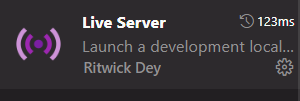 Live Server 123ms
Launch a development local...
Ritwick Dey